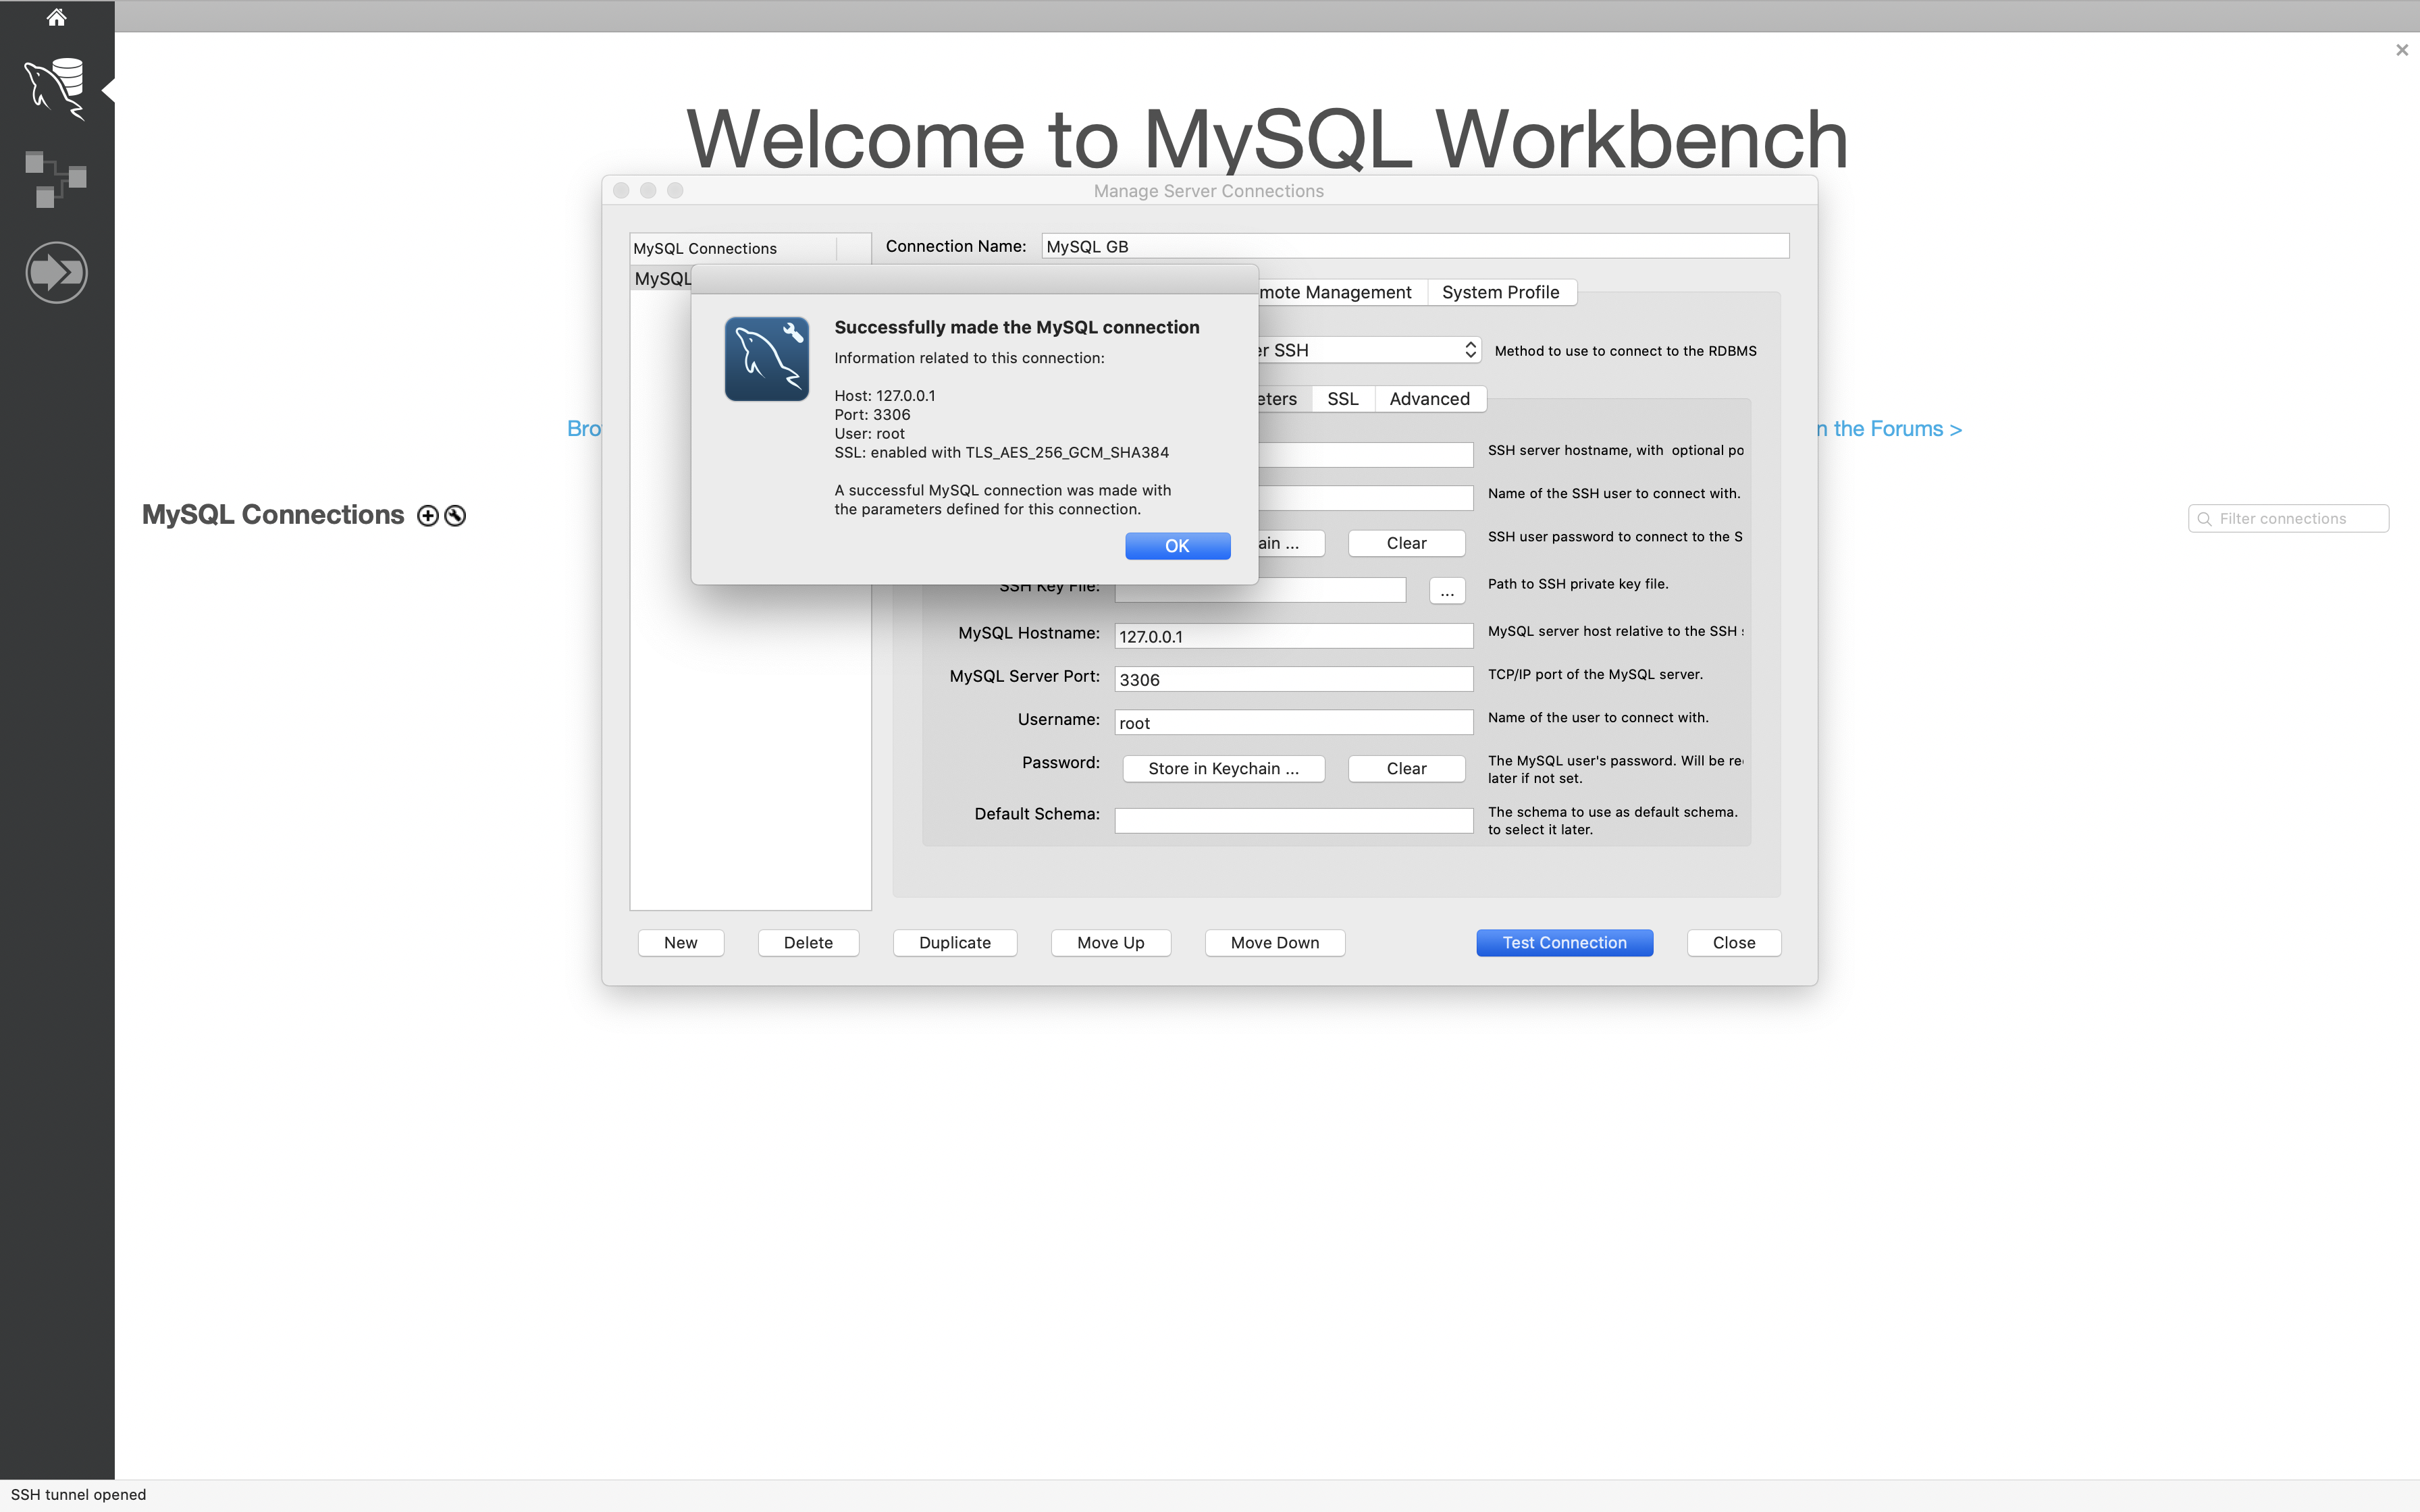 Welcome to MySQL Workbench
Manage Server Connections
MySQL Connections
Connection Name: MySQL GB
MySQL
Management System Profile
Successfully made the MySQL connection
Information related to this connection:
Host: 127.0.0.1
Port: 3306
User: root
SSL: enabled with TLS_AES_256_GCM_SHA384
A successful MySQL connection was made with
the parameters defined for this connection.
OK
SSH Method to use to connect to the RDBMS
SSL Advanced
the Forums >
SSH server hostname, with optional
Name of the SSH user to connect with.
... Clear SSH user password to connect to the
SSH Key File: ... Path to SSH private key file.
MySQL Hostname: 127.0.0.1 MySQL server host relative to the SSH
MySQL Server Port: 3306 TCP/IP port of the MySQL server.
Username: root Name of the user to connect with.
Password: Store in Keychain ... Clear The MySQL user's password. Will be
later if not set.
Default Schema: The schema to use as default schema.
to select it later.
New Delete Duplicate Move Up Move Down Test Connection Close
MySQL Connections
Filter connections
SSH tunnel opened